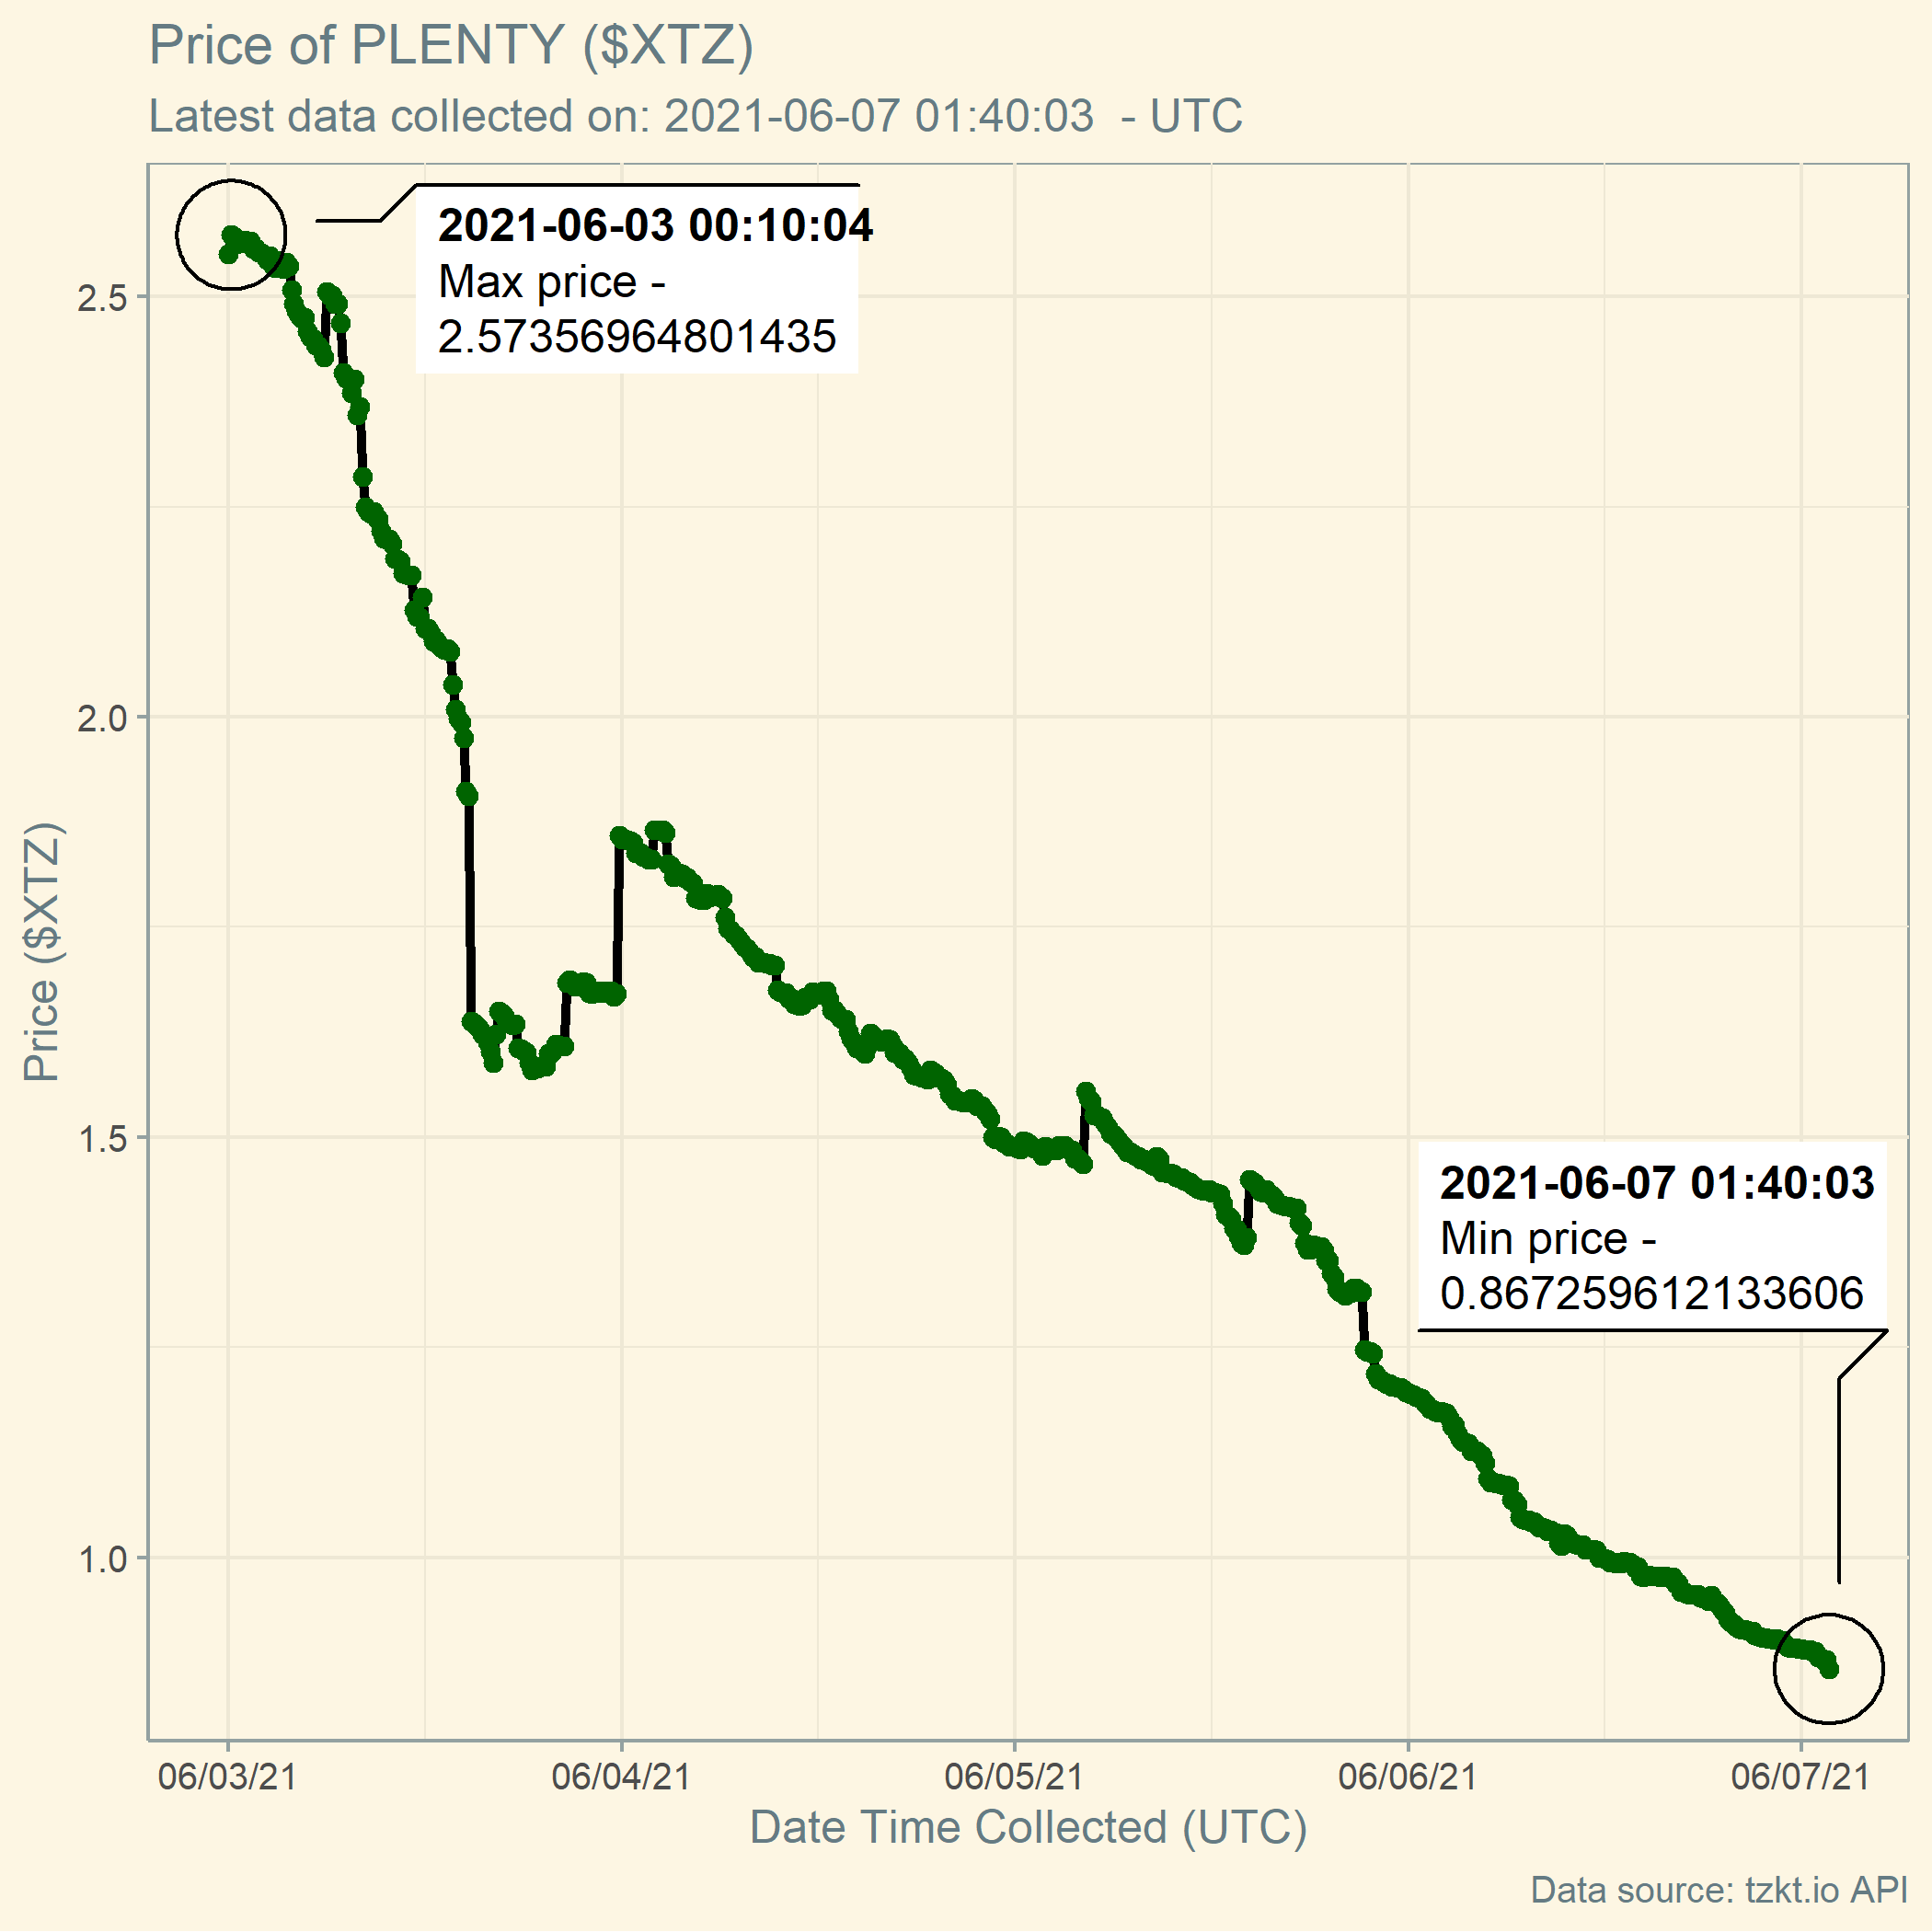 Price of PLENTY ($XTZ)
Latest data collected on: 2021-06-07 01:40:03  - UTC
2021-06-03 00:10:04
Max price -
2.57356964801435
2.5
2.0
1.5
1.0
Price ($XTZ)
2021-06-07 01:40:03
Min price -
0.867259612133606
06/03/21
06/04/21
06/05/21
06/06/21
06/07/21
Date Time Collected (UTC)
Data source: tzkt.io API